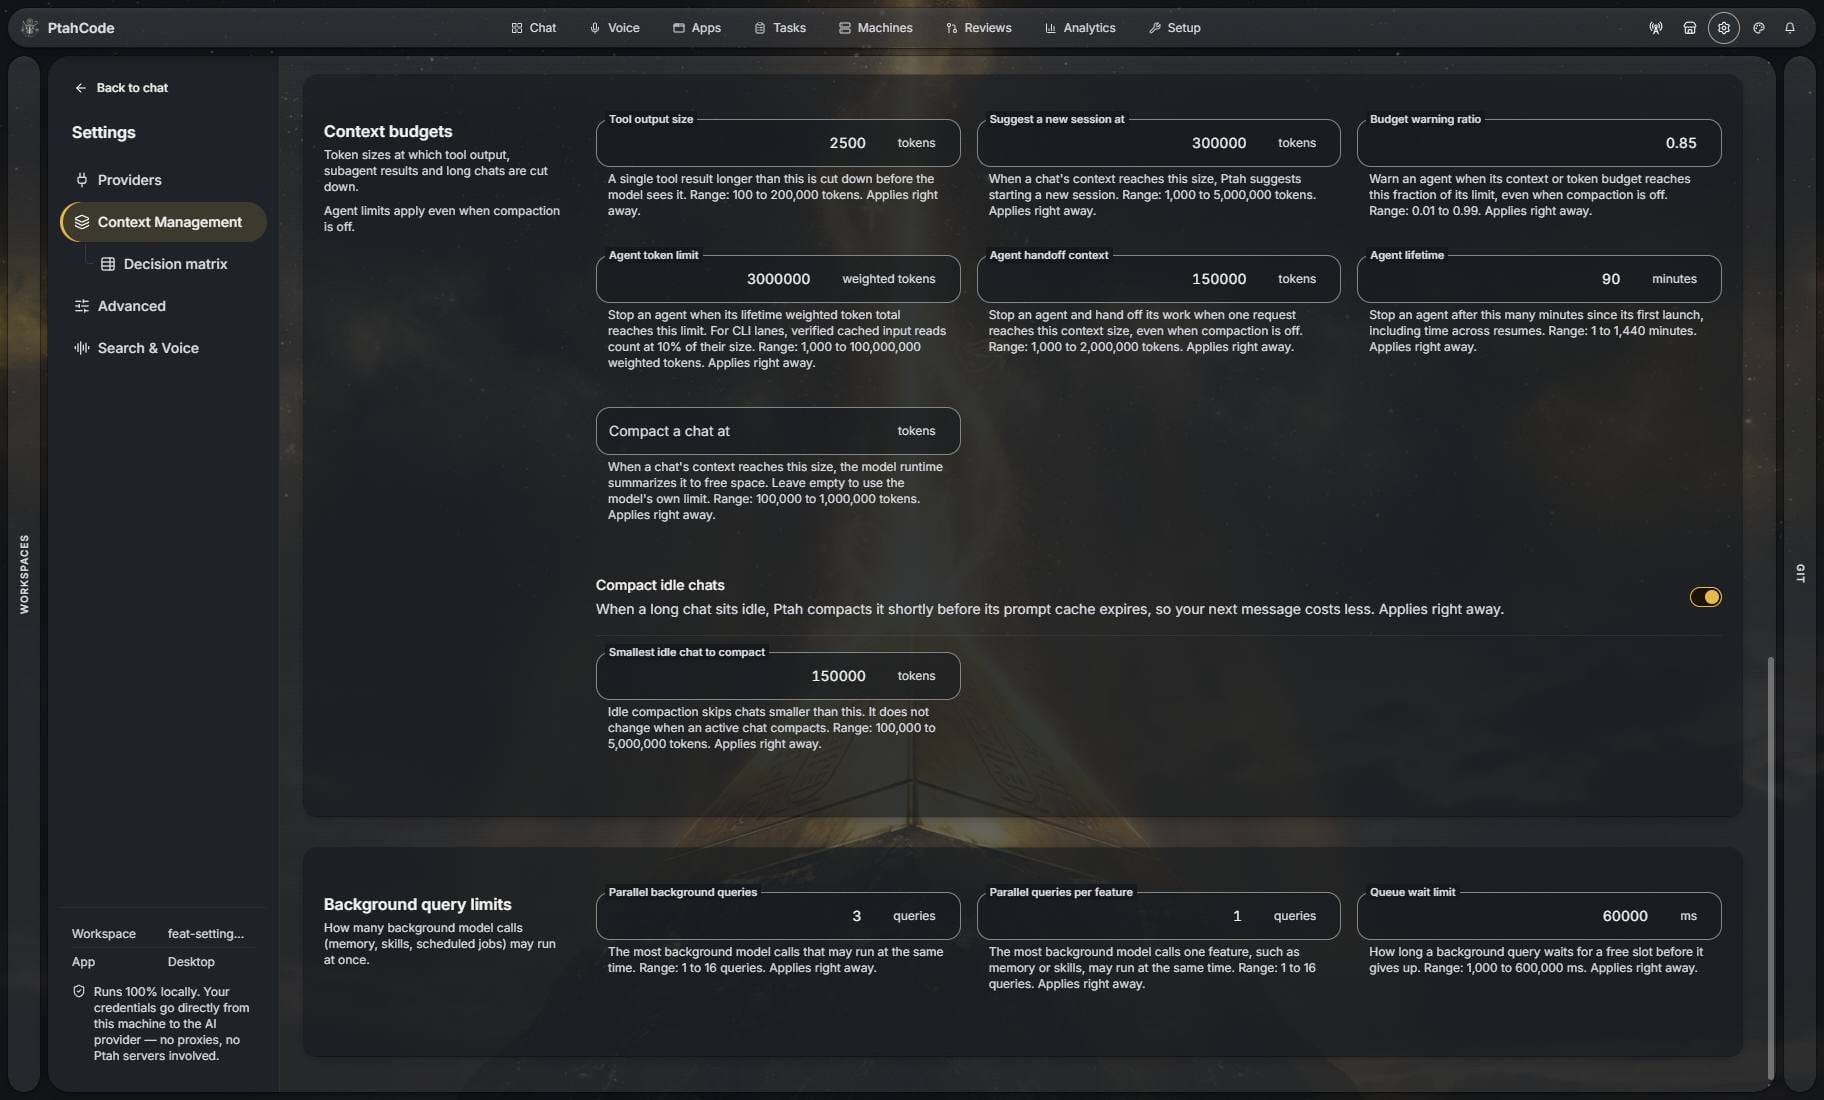 PtahCode
Chat
Voice
Apps
Tasks
Machines
Reviews
Analytics
Setup
WORKSPACES
Back to chat
Settings
Providers
Context Management
Decision matrix
Advanced
Search & Voice
Workspace feat-setting...
App Desktop
Runs 100% locally. Your
credentials go directly from
this machine to the AI
provider — no proxies, no
Ptah servers involved.
Context budgets
Token sizes at which tool output,
subagent results and long chats are cut
down.
Agent limits apply even when compaction
is off.
Tool output size
2500 tokens
A single tool result longer than this is cut down before the
model sees it. Range: 100 to 200,000 tokens. Applies right
away.
Suggest a new session at
300000 tokens
When a chat's context reaches this size, Ptah suggests
starting a new session. Range: 1,000 to 5,000,000 tokens.
Applies right away.
Budget warning ratio
0.85
Warn an agent when its context or token budget reaches
this fraction of its limit, even when compaction is off.
Range: 0.01 to 0.99. Applies right away.
Agent token limit
3000000 weighted tokens
Stop an agent when its lifetime weighted token total
reaches this limit. For CLI lanes, verified cached input reads
count at 10% of their size. Range: 1,000 to 100,000,000
weighted tokens. Applies right away.
Agent handoff context
150000 tokens
Stop an agent and hand off its work when one request
reaches this context size, even when compaction is off.
Range: 1,000 to 2,000,000 tokens. Applies right away.
Agent lifetime
90 minutes
Stop an agent after this many minutes since its first launch,
including time across resumes. Range: 1 to 1,440 minutes.
Applies right away.
Compact a chat at tokens
When a chat's context reaches this size, the model runtime
summarizes it to free space. Leave empty to use the
model's own limit. Range: 100,000 to 1,000,000 tokens.
Applies right away.
Compact idle chats
When a long chat sits idle, Ptah compacts it shortly before its prompt cache expires, so your next message costs less. Applies right away.
Smallest idle chat to compact
150000 tokens
Idle compaction skips chats smaller than this. It does not
change when an active chat compacts. Range: 100,000 to
5,000,000 tokens. Applies right away.
Background query limits
How many background model calls
(memory, skills, scheduled jobs) may run
at once.
Parallel background queries
3 queries
The most background model calls that may run at the same
time. Range: 1 to 16 queries. Applies right away.
Parallel queries per feature
1 queries
The most background model calls one feature, such as
memory or skills, may run at the same time. Range: 1 to 16
queries. Applies right away.
Queue wait limit
60000 ms
How long a background query waits for a free slot before it
gives up. Range: 1,000 to 600,000 ms. Applies right away.
GIT